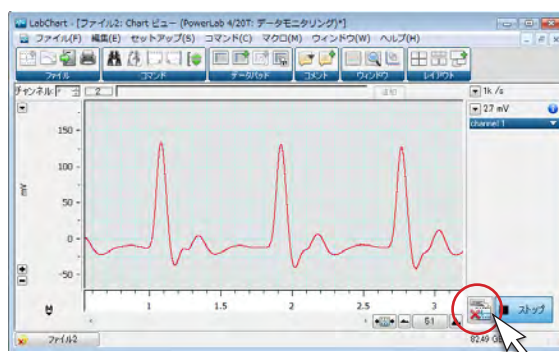 LabChart - [ファイル2: Chart ビュー (PowerLab 4/20T: データモニタリング)*]
ファイル(F) 編集(E) セットアップ(S) コマンド(C) マクロ(M) ウィンドウ(W) ヘルプ(H)
ファイル コマンド データパッド コメント ウィンドウ レイアウト
チャンネル 2 追加 1k /s
27 mV
channel 1
150
100
50
0
-50
mV
1 1.5 2 2.5 3
5:1
ストップ
ファイル2